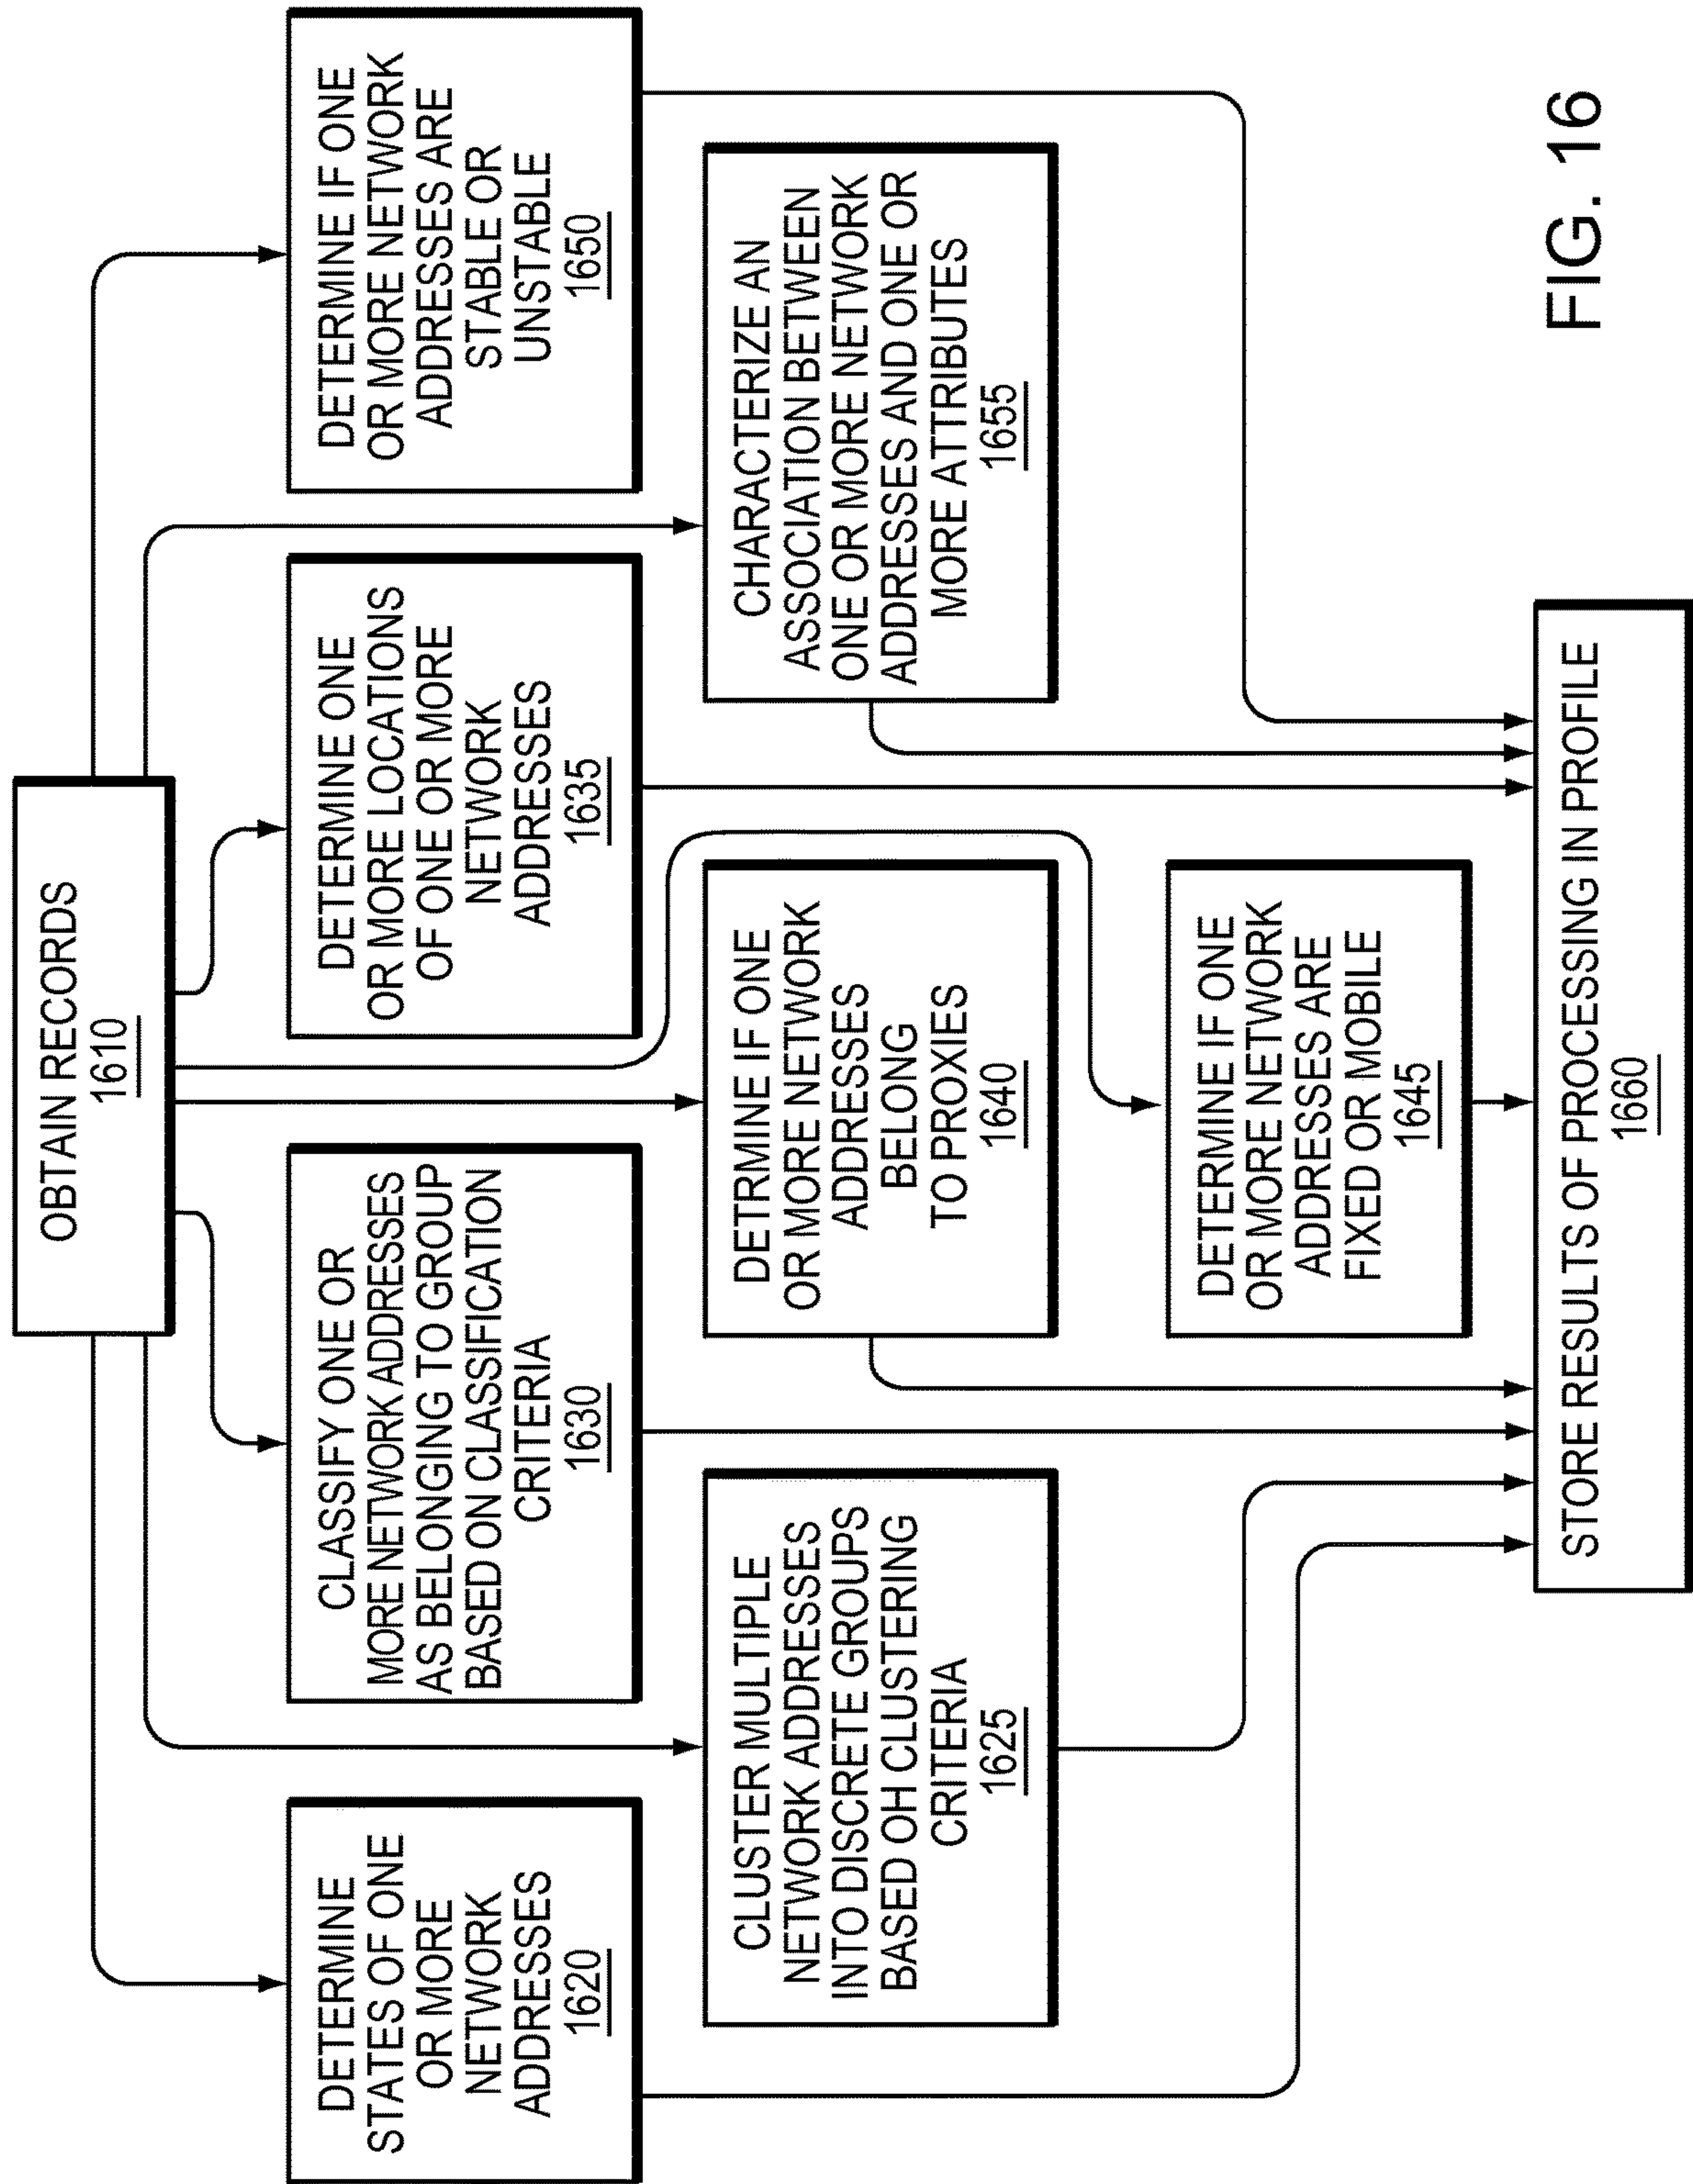 OBTAIN RECORDS
1610
DETERMINE
STATES OF ONE
OR MORE
NETWORK
ADDRESSES
1620
CLASSIFY ONE OR
MORE NETWORK ADDRESSES
AS BELONGING TO GROUP
BASED ON CLASSIFICATION
CRITERIA
1630
DETERMINE ONE
OR MORE LOCATIONS
OF ONE OR MORE
NETWORK
ADDRESSES
1635
DETERMINE IF ONE
OR MORE NETWORK
ADDRESSES ARE
STABLE OR
UNSTABLE
1650
CLUSTER MULTIPLE
NETWORK ADDRESSES
INTO DISCRETE GROUPS
BASED OH CLUSTERING
CRITERIA
1625
DETERMINE IF ONE
OR MORE NETWORK
ADDRESSES
BELONG
TO PROXIES
1640
CHARACTERIZE AN
ASSOCIATION BETWEEN
ONE OR MORE NETWORK
ADDRESSES AND ONE OR
MORE ATTRIBUTES
1655
DETERMINE IF ONE
OR MORE NETWORK
ADDRESSES ARE
FIXED OR MOBILE
1645
STORE RESULTS OF PROCESSING IN PROFILE
1660
FIG. 16